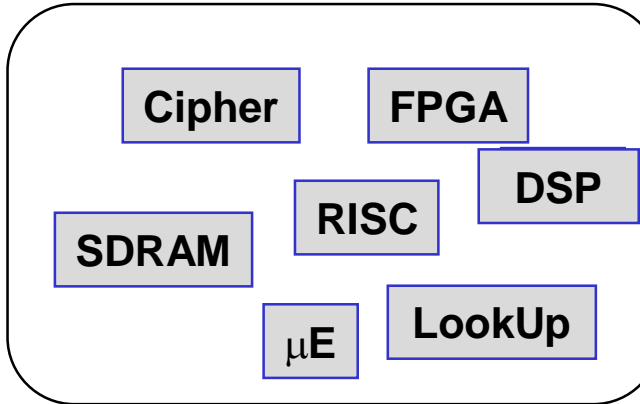 Cipher
FPGA
DSP
RISC
SDRAM
LookUp
μE